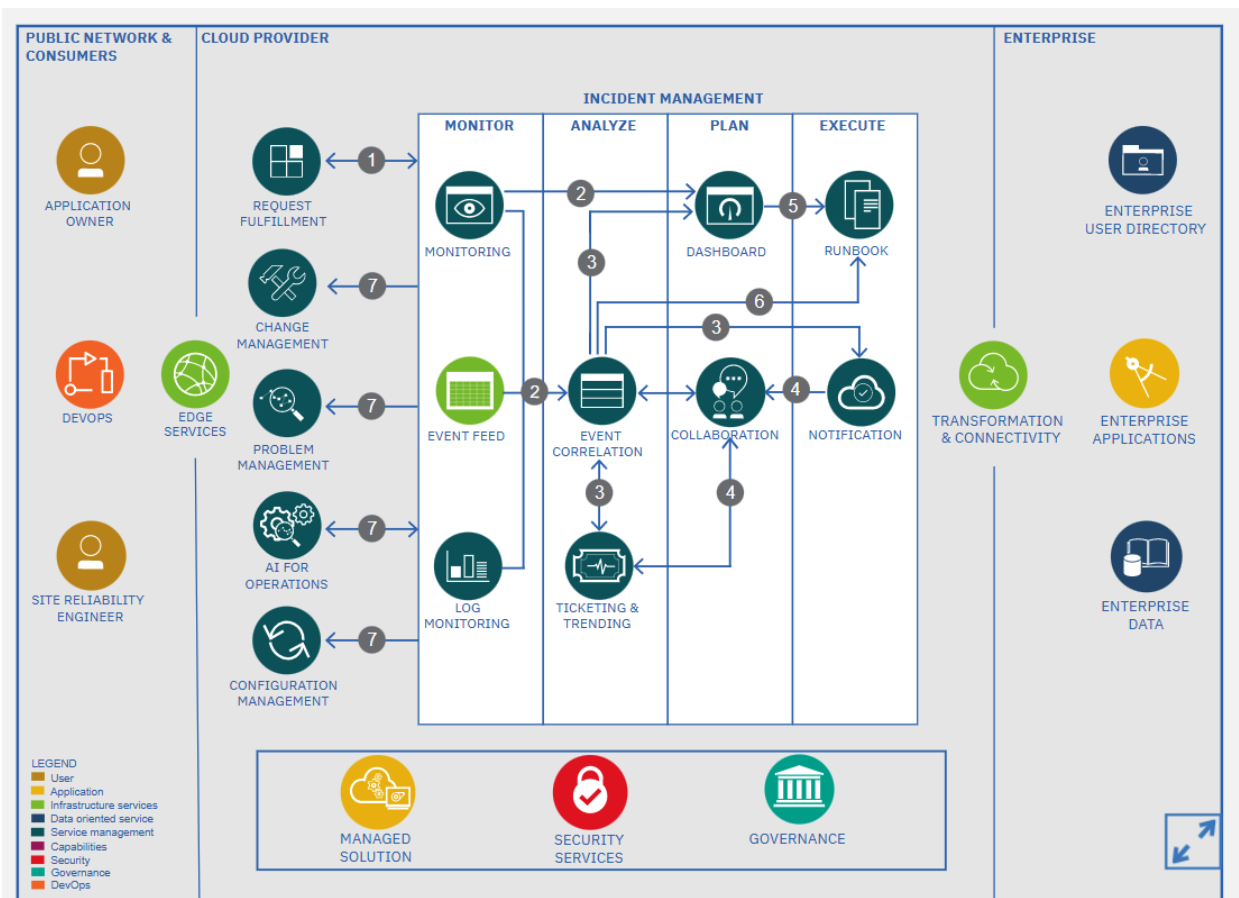 PUBLIC NETWORK &
CONSUMERS
CLOUD PROVIDER
ENTERPRISE
INCIDENT MANAGEMENT
MONITOR
ANALYZE
PLAN
EXECUTE
APPLICATION
OWNER
DEVOPS
SITE RELIABILITY
ENGINEER
EDGE
SERVICES
REQUEST
FULFILLMENT
1
CHANGE
MANAGEMENT
7
PROBLEM
MANAGEMENT
7
AI FOR
OPERATIONS
7
CONFIGURATION
MANAGEMENT
7
MONITORING
2
DASHBOARD
5
RUNBOOK
3
6
3
EVENT FEED
2
EVENT
CORRELATION
COLLABORATION
4
NOTIFICATION
3
4
LOG
MONITORING
TICKETING &
TRENDING
TRANSFORMATION
& CONNECTIVITY
ENTERPRISE
USER DIRECTORY
ENTERPRISE
APPLICATIONS
ENTERPRISE
DATA
MANAGED
SOLUTION
SECURITY
SERVICES
GOVERNANCE
LEGEND
User
Application
Infrastructure services
Data oriented service
Service management
Capabilities
Security
Governance
DevOps